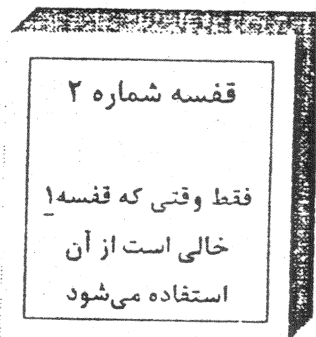 قفسه شماره ۲
فقط وقتی که قفسه۱
خالی است از آن
استفاده می‌شود